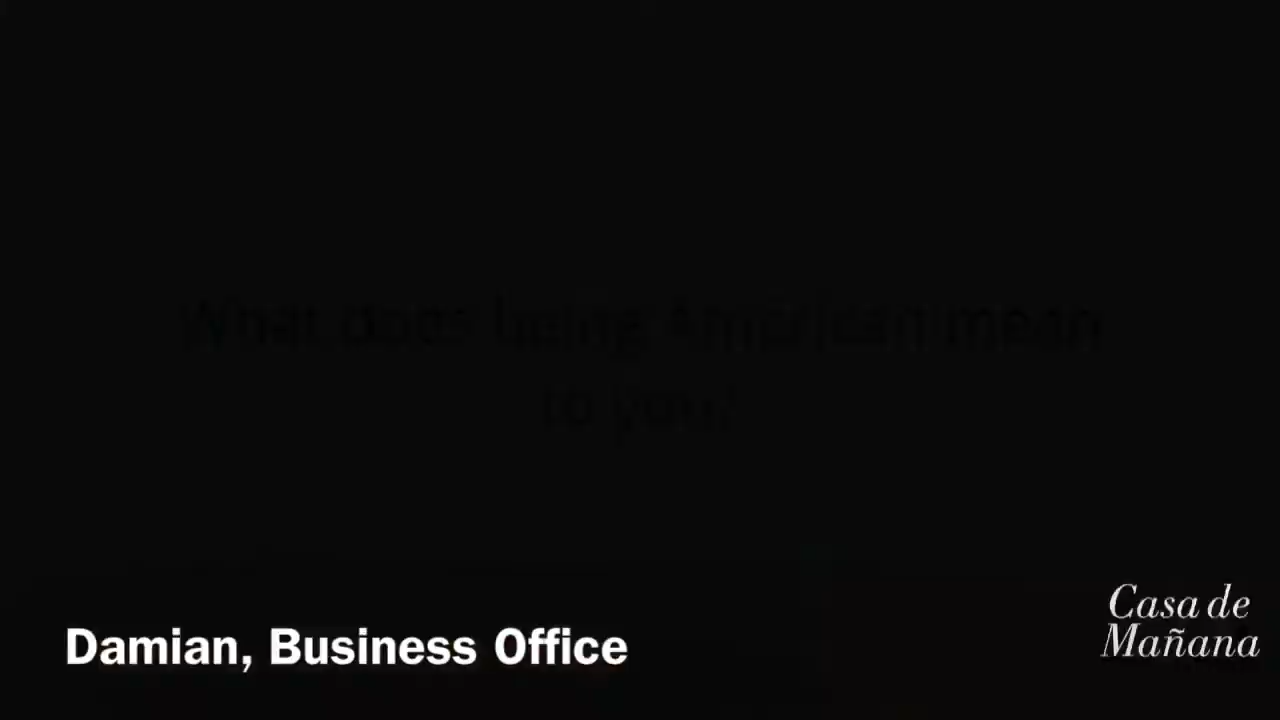 What does being American mean
to you?
Damian, Business Office
Casa de
Mañana